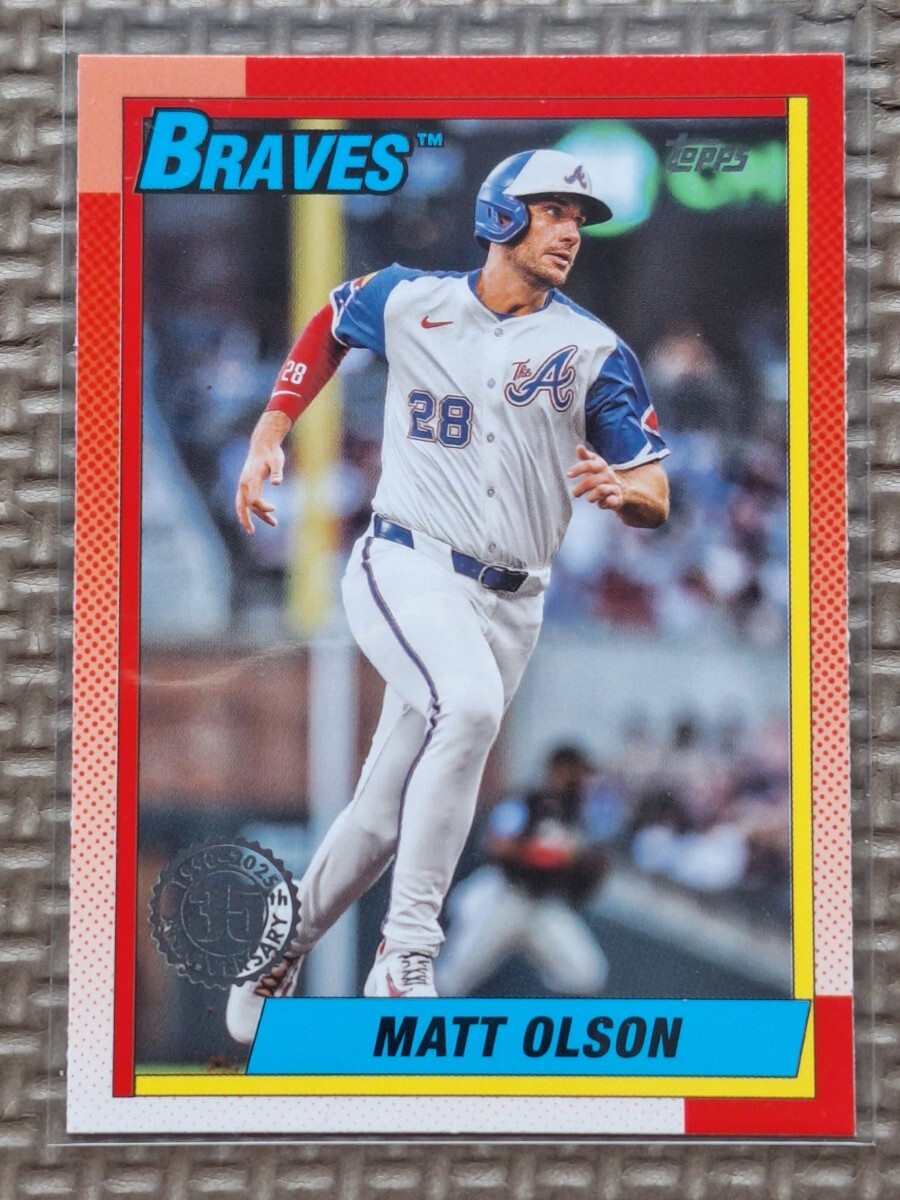 BRAVES™
topps
A
28
The A
28
1990-2025
35th
ANNIVERSARY
MATT OLSON